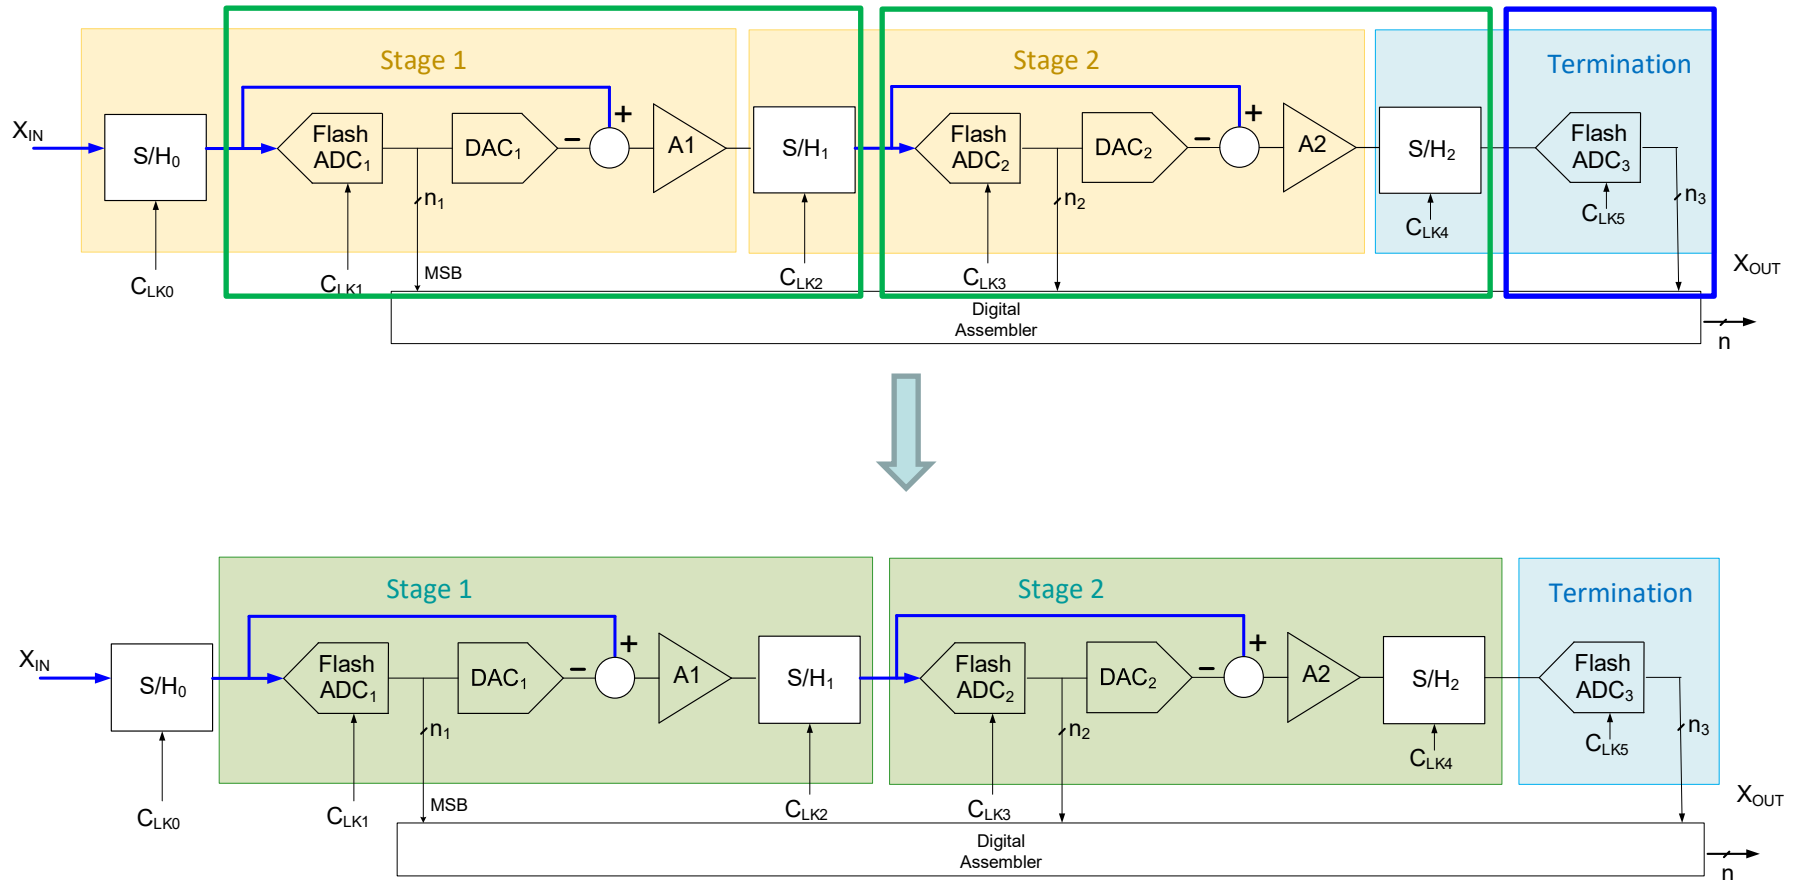 Stage 1
Stage 2
Termination
X_IN
S/H_0
Flash
ADC_1
DAC_1
−
+
A1
S/H_1
Flash
ADC_2
DAC_2
−
+
A2
S/H_2
Flash
ADC_3
n_1
n_2
n_3
C_LK0
C_LK1
MSB
C_LK2
C_LK3
C_LK4
C_LK5
X_OUT
Digital
Assembler
n
Stage 1
Stage 2
Termination
X_IN
S/H_0
Flash
ADC_1
DAC_1
−
+
A1
S/H_1
Flash
ADC_2
DAC_2
−
+
A2
S/H_2
Flash
ADC_3
n_1
n_2
n_3
C_LK0
C_LK1
MSB
C_LK2
C_LK3
C_LK4
C_LK5
X_OUT
Digital
Assembler
n